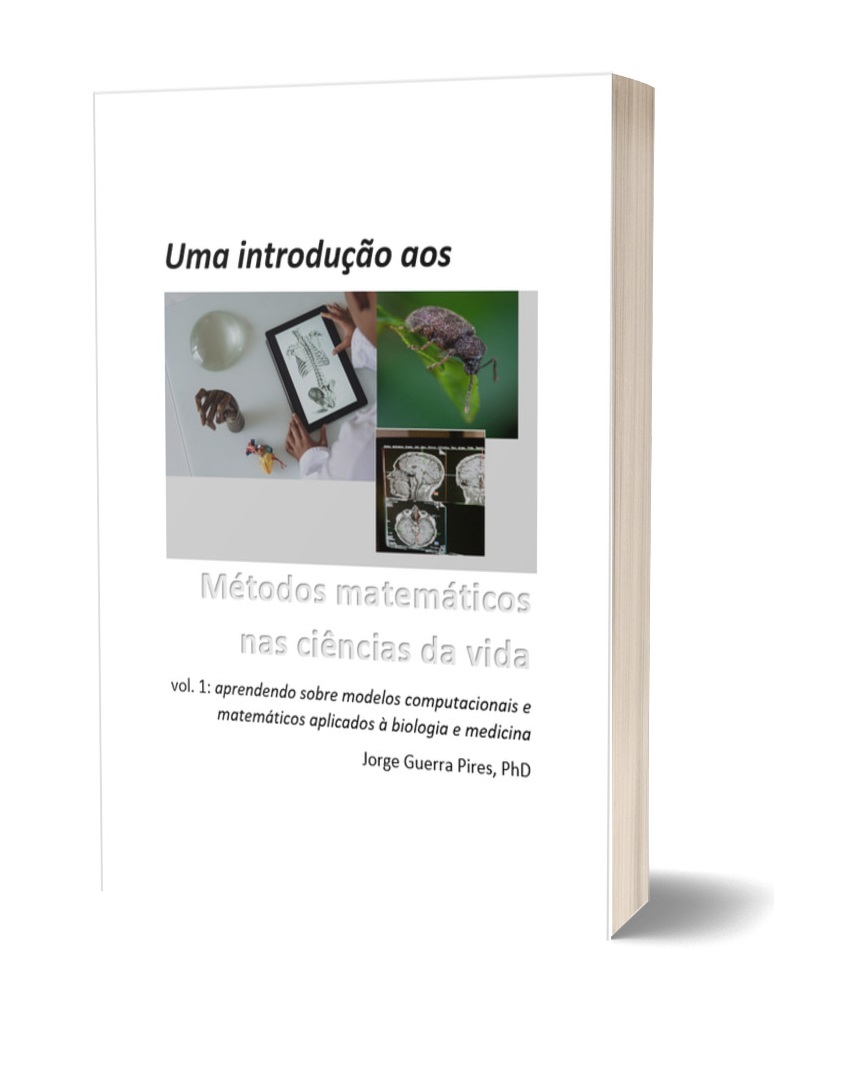 Uma introdução aos
Métodos matemáticos
nas ciências da vida
vol. 1: aprendendo sobre modelos computacionais e
matemáticos aplicados à biologia e medicina
Jorge Guerra Pires, PhD